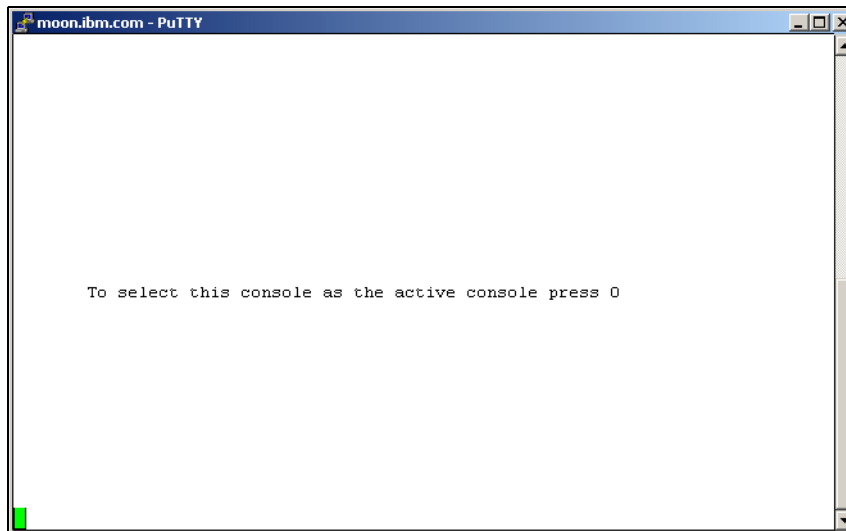 moon.ibm.com - PuTTY
To select this console as the active console press 0